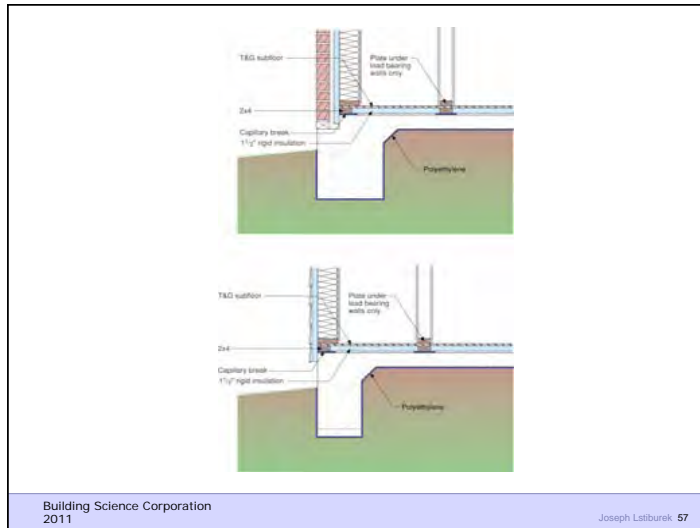 T&G subfloor
Plate under
load bearing
walls only
2x4
Capillary break
1½" rigid insulation
Polyethylene
T&G subfloor
Plate under
load bearing
walls only
2x4
Capillary break
1½" rigid insulation
Polyethylene
Building Science Corporation
2011
Joseph Lstiburek 57